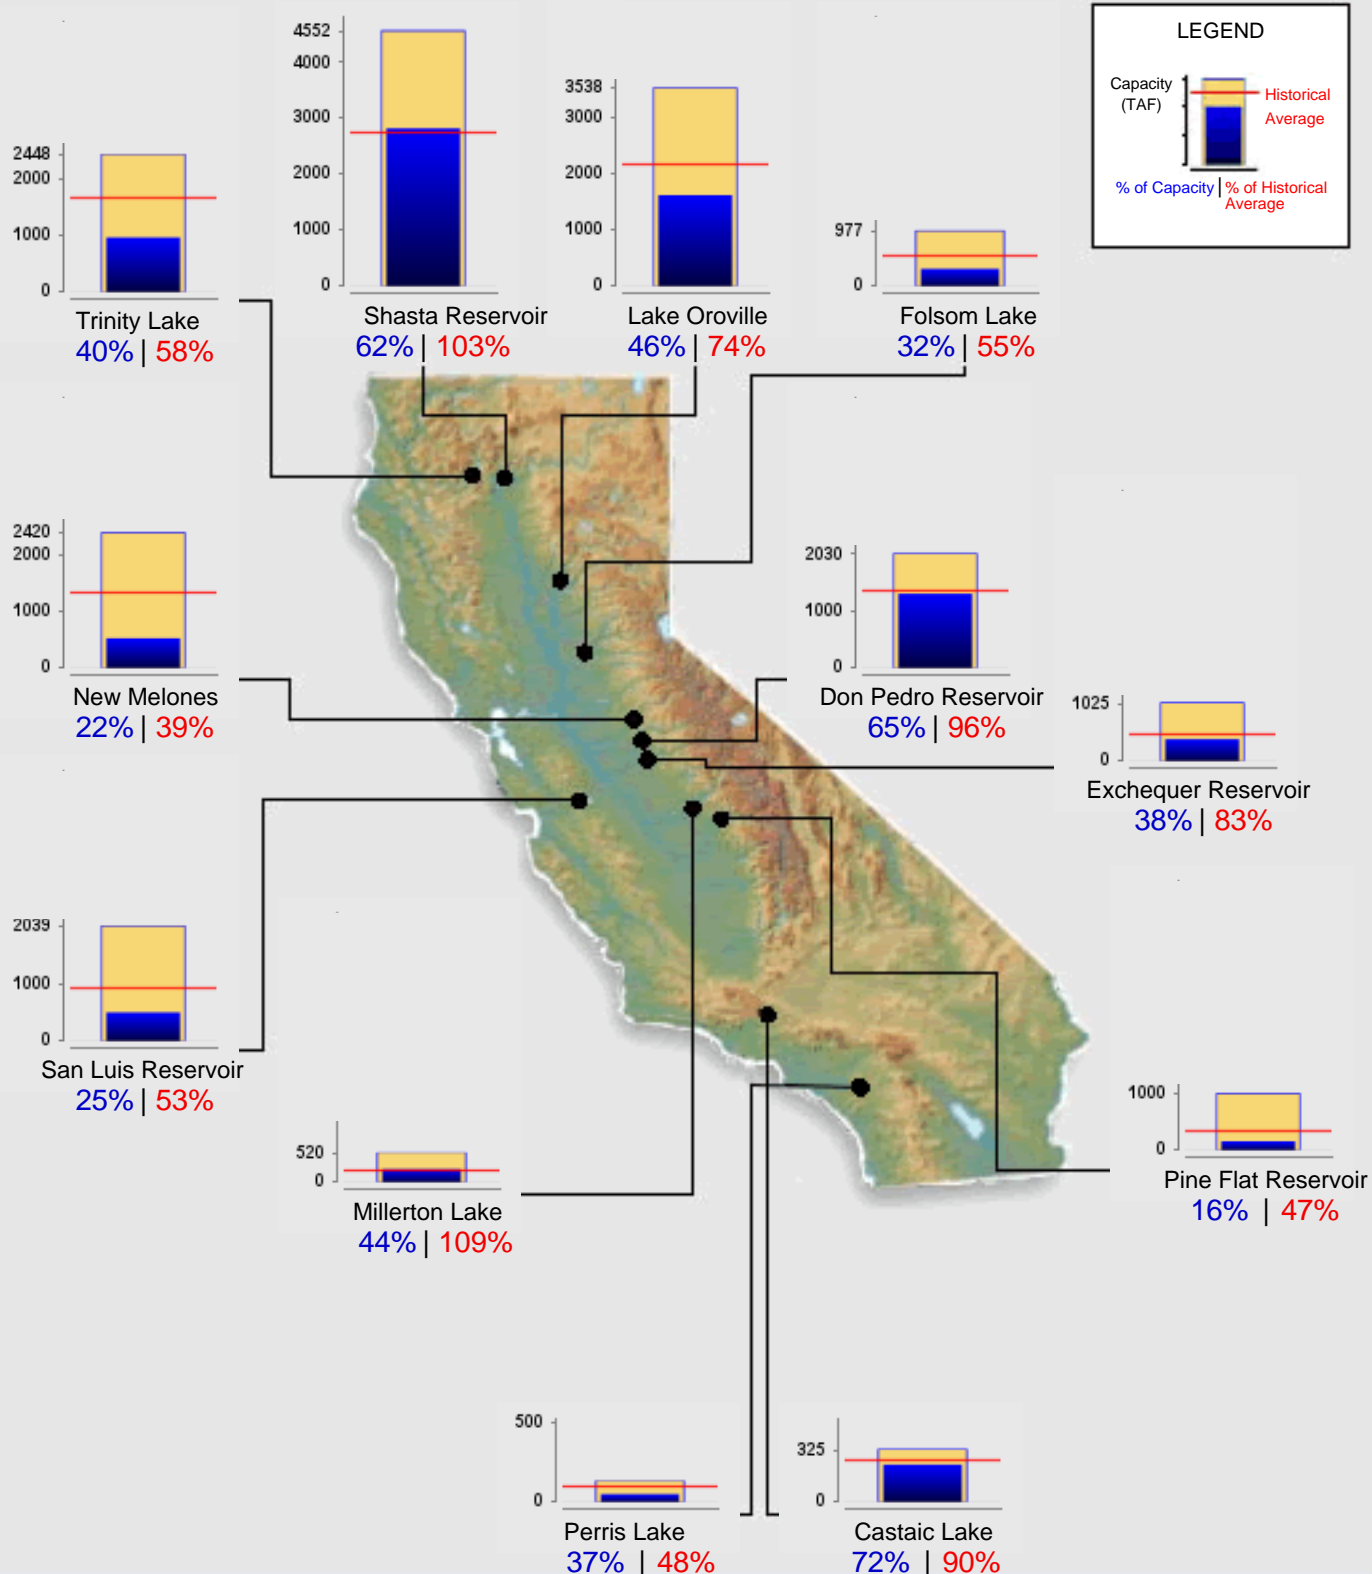 LEGEND
Capacity
(TAF)
Historical
Average
% of Capacity | % of Historical
Average
2448
2000
1000
0
Trinity Lake
40% | 58%
4552
4000
3000
2000
1000
0
Shasta Reservoir
62% | 103%
3538
3000
2000
1000
0
Lake Oroville
46% | 74%
977
0
Folsom Lake
32% | 55%
2420
2000
1000
0
New Melones
22% | 39%
2030
1000
0
Don Pedro Reservoir
65% | 96%
1025
0
Exchequer Reservoir
38% | 83%
2039
1000
0
San Luis Reservoir
25% | 53%
520
0
Millerton Lake
44% | 109%
1000
0
Pine Flat Reservoir
16% | 47%
500
0
Perris Lake
37% | 48%
325
0
Castaic Lake
72% | 90%